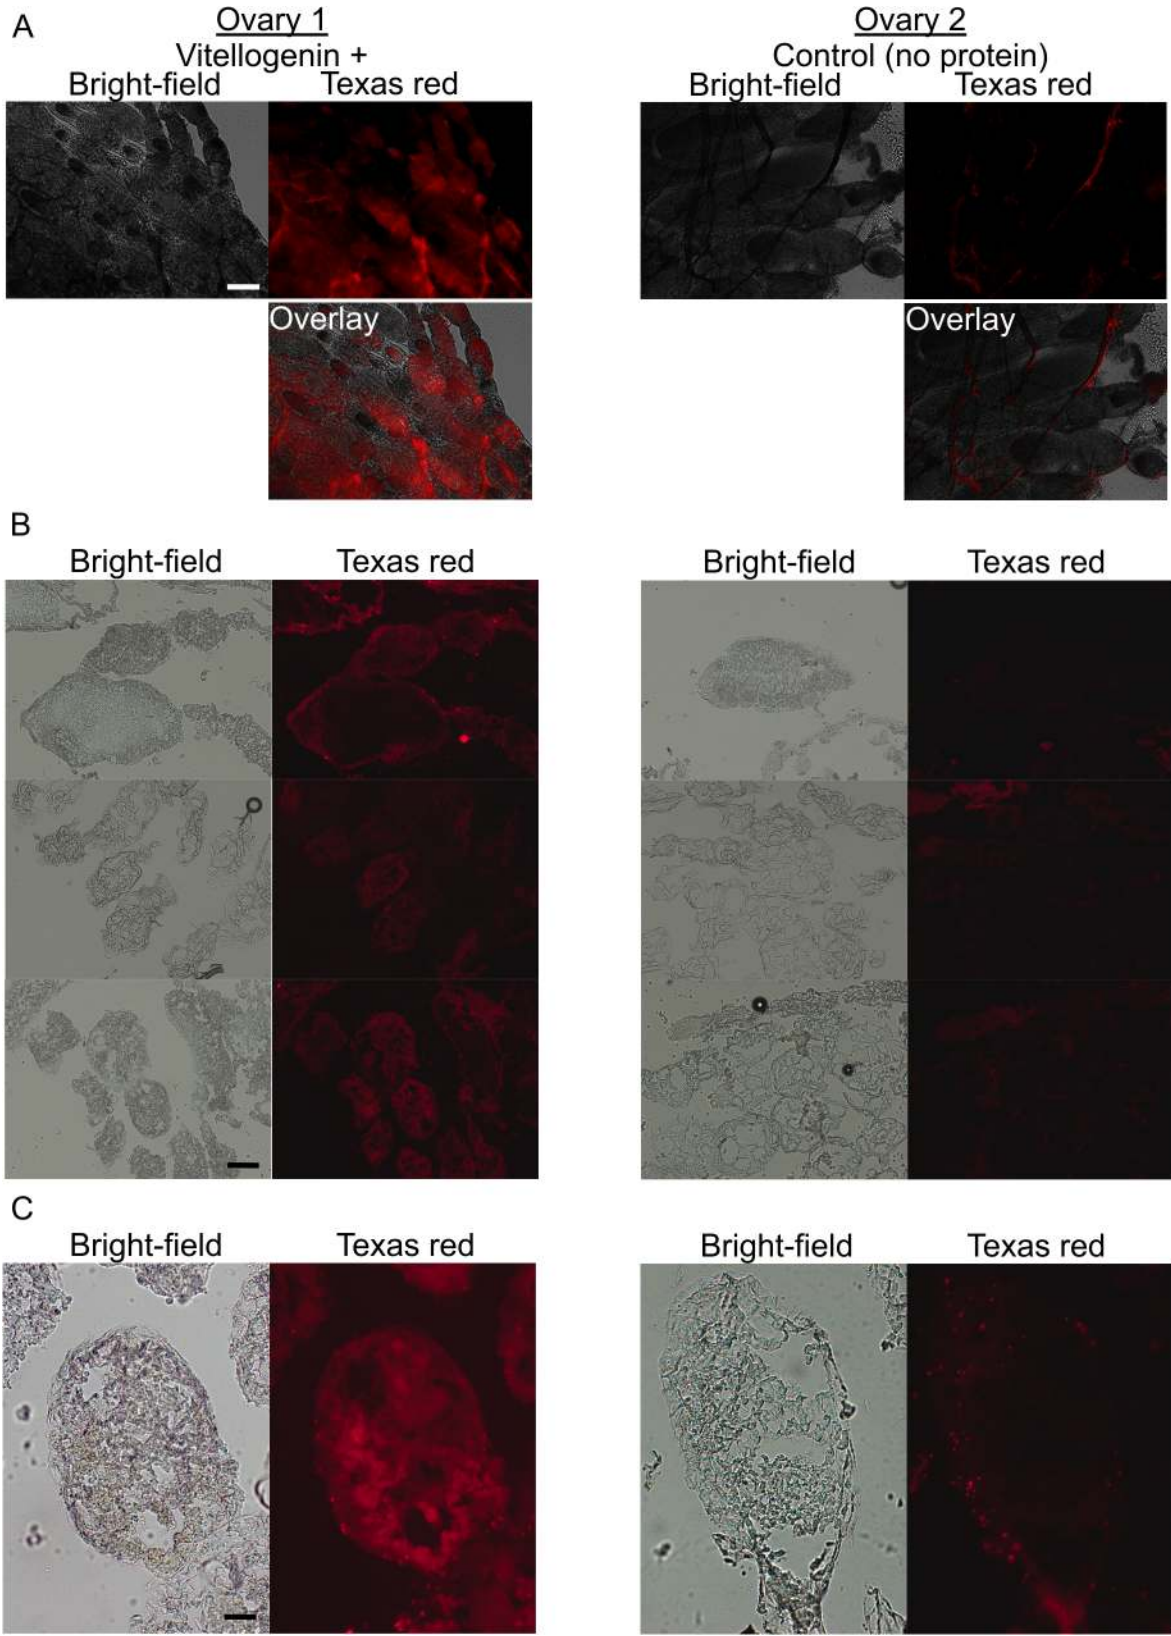 A
Ovary 1
Vitellogenin +
Bright-field Texas red
Overlay
Ovary 2
Control (no protein)
Bright-field Texas red
Overlay
B
Bright-field Texas red
Bright-field Texas red
C
Bright-field Texas red
Bright-field Texas red